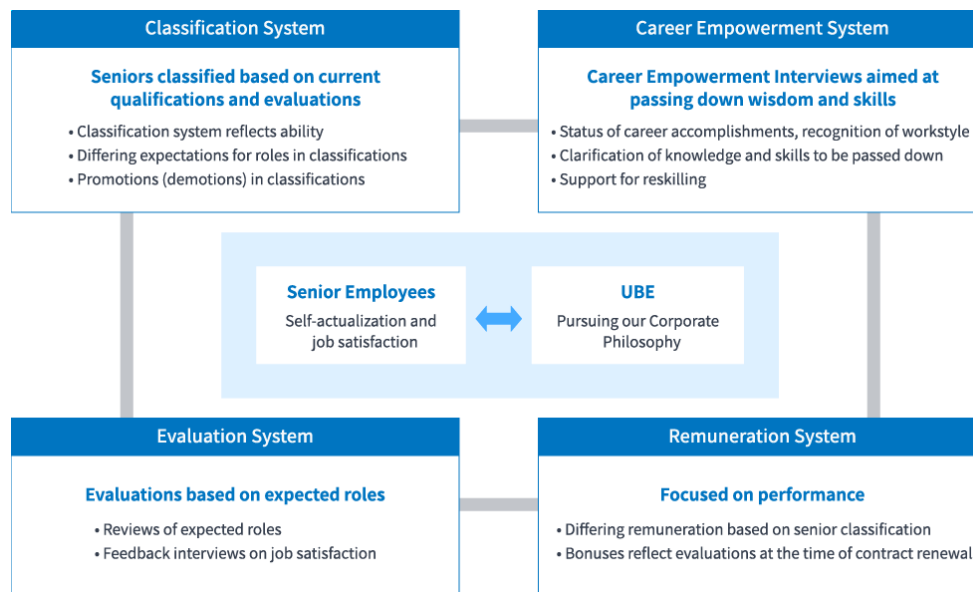 Classification System
Seniors classified based on current
qualifications and evaluations
• Classification system reflects ability
• Differing expectations for roles in classifications
• Promotions (demotions) in classifications
Career Empowerment System
Career Empowerment Interviews aimed at
passing down wisdom and skills
• Status of career accomplishments, recognition of workstyle
• Clarification of knowledge and skills to be passed down
• Support for reskilling
Senior Employees
Self-actualization and
job satisfaction
UBE
Pursuing our Corporate
Philosophy
Evaluation System
Evaluations based on expected roles
• Reviews of expected roles
• Feedback interviews on job satisfaction
Remuneration System
Focused on performance
• Differing remuneration based on senior classification
• Bonuses reflect evaluations at the time of contract renewal